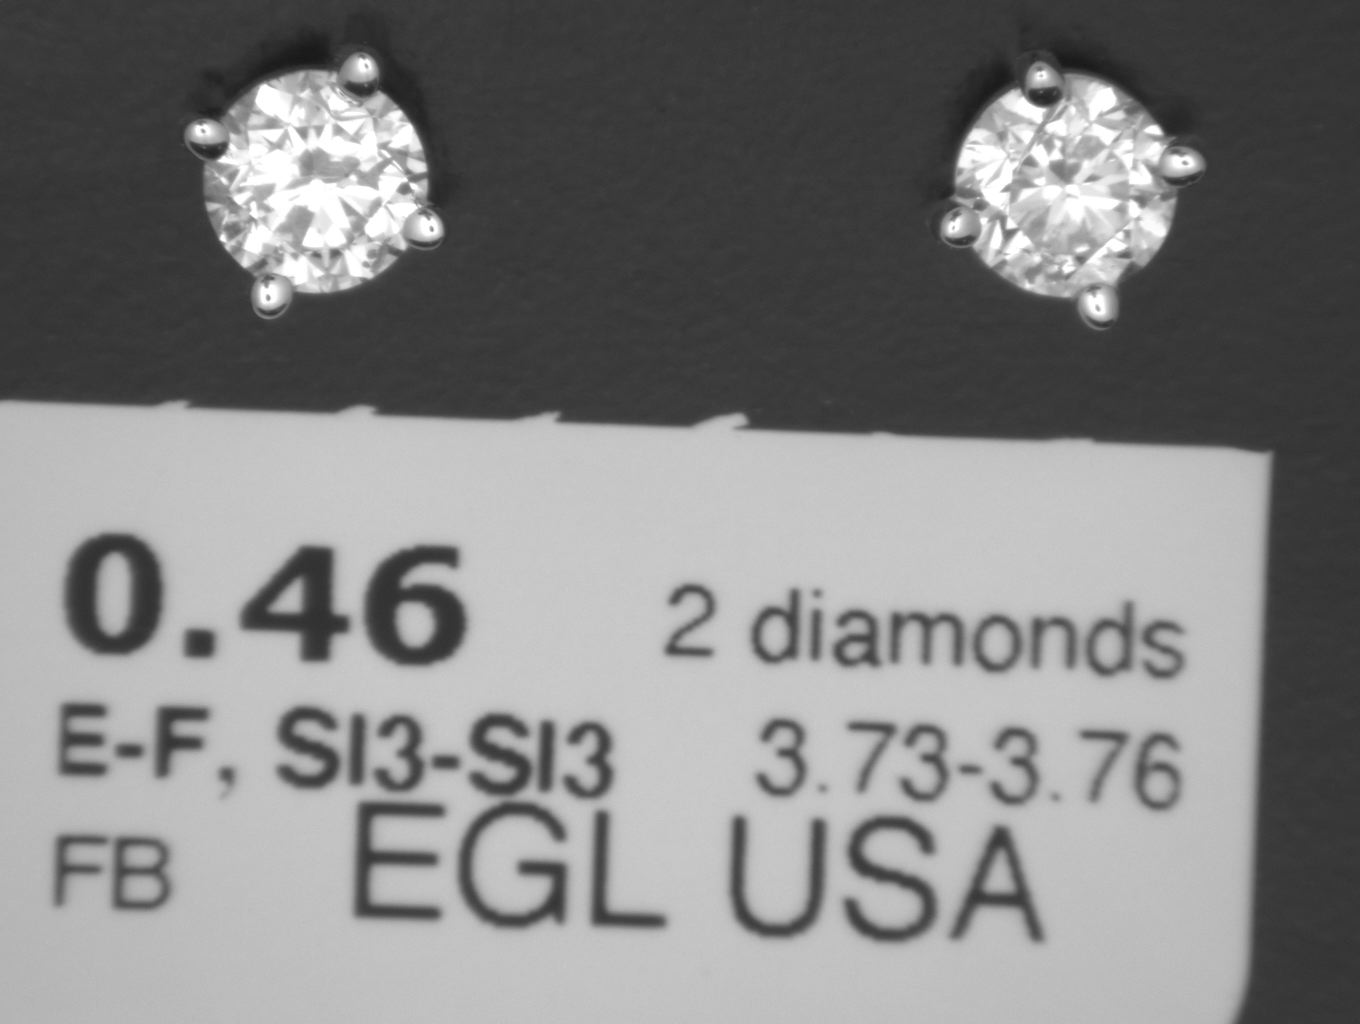 0.46 2 diamonds
E-F, SI3-SI3 3.73-3.76
FB EGL USA